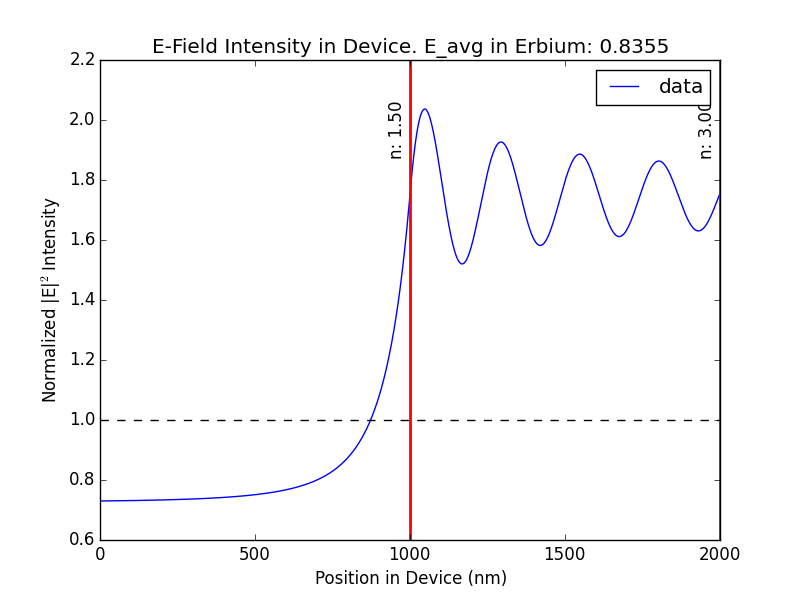 E-Field Intensity in Device. E_avg in Erbium: 0.8355
2.2
2.0
1.8
1.6
1.4
1.2
1.0
0.8
0.6
Normalized |E|² Intensity
n: 1.50
data
n: 3.00
0
500
1000
1500
2000
Position in Device (nm)